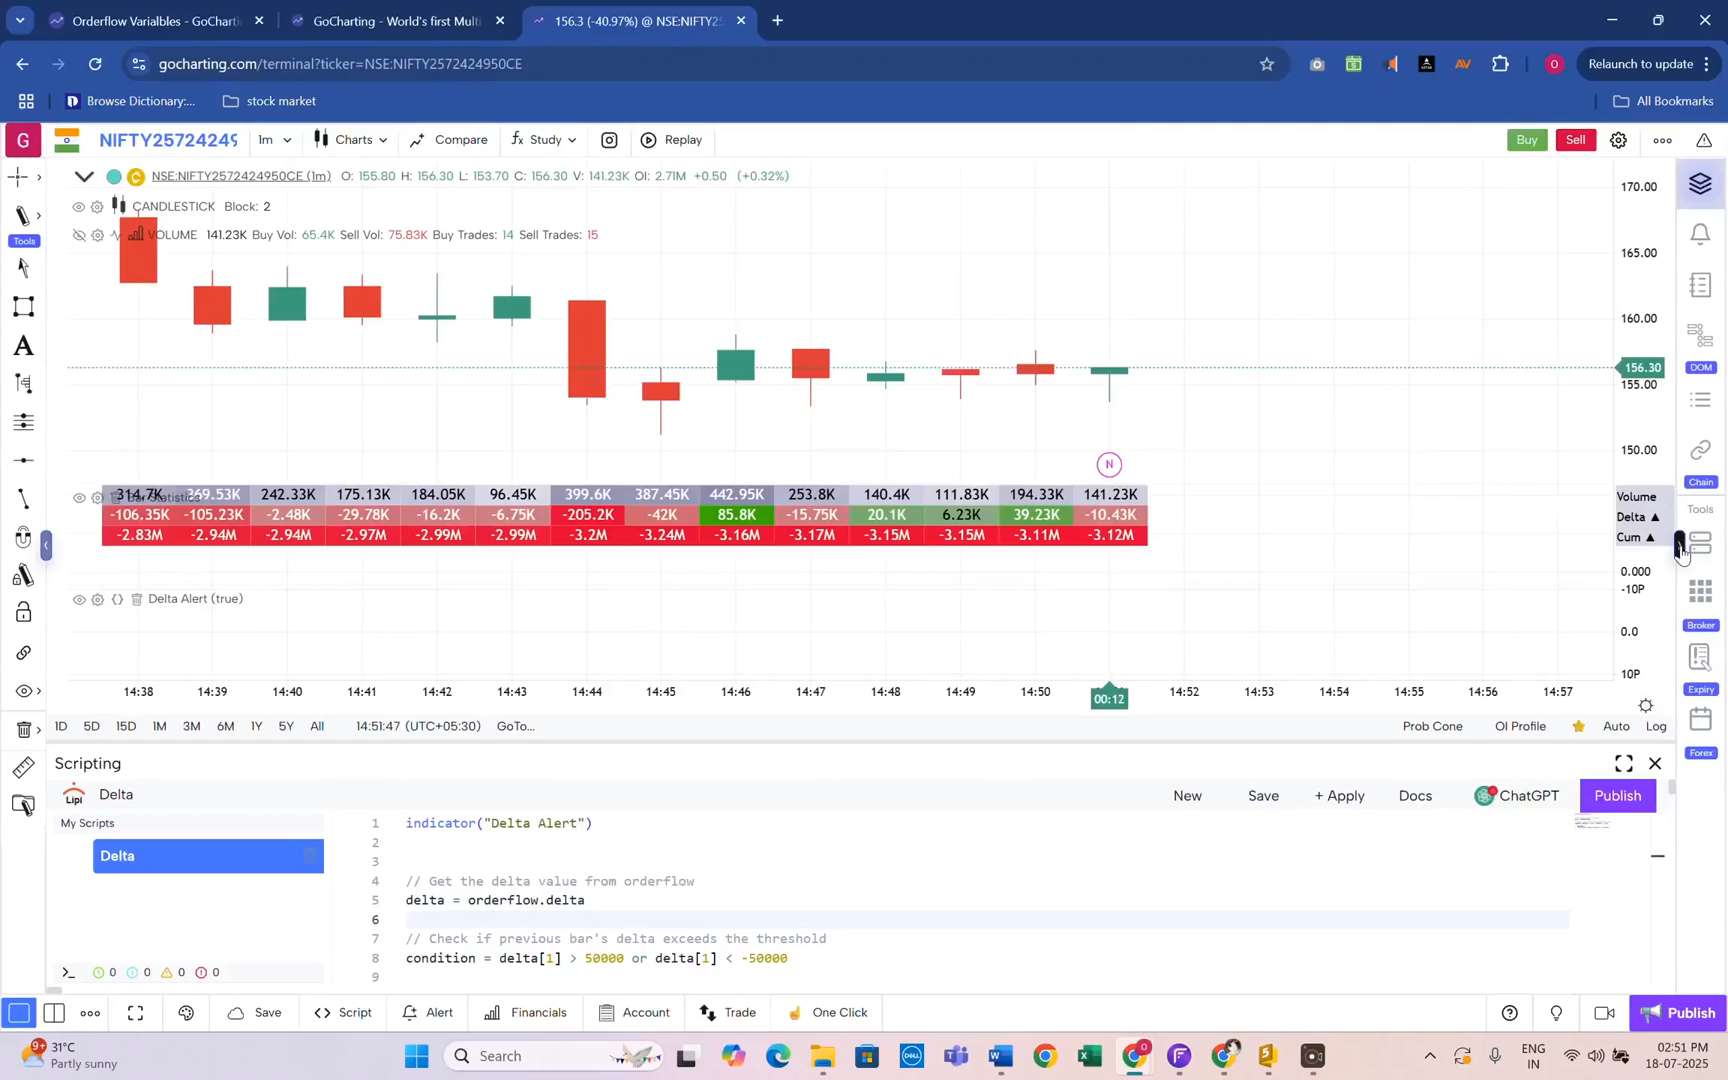 Orderflow Varialbles - GoCharti
GoCharting - World's first Multi
156.3 (-40.97%) @ NSE:NIFTY25
gocharting.com/terminal?ticker=NSE:NIFTY2572424950CE
Relaunch to update
Browse Dictionary:...
stock market
All Bookmarks
G
NIFTY25724249
1m
Charts
Compare
fx Study
Replay
Buy
Sell
NSE:NIFTY2572424950CE (1m) O: 155.80 H: 156.30 L: 153.70 C: 156.30 V: 141.23K OI: 2.71M +0.50 (+0.32%)
CANDLESTICK Block: 2
VOLUME 141.23K Buy Vol: 65.4K Sell Vol: 75.83K Buy Trades: 14 Sell Trades: 15
Tools
170.00
165.00
160.00
156.30
155.00
150.00
DOM
Chain
Tools
Broker
Expiry
Forex
N
Bar Statistics
314.7K 269.53K 242.33K 175.13K 184.05K 96.45K 399.6K 387.45K 442.95K 253.8K 140.4K 111.83K 194.33K 141.23K Volume
-106.35K -105.23K -2.48K -29.78K -16.2K -6.75K -205.2K -42K 85.8K -15.75K 20.1K 6.23K 39.23K -10.43K Delta ▲
-2.83M -2.94M -2.94M -2.97M -2.99M -2.99M -3.2M -3.24M -3.16M -3.17M -3.15M -3.15M -3.11M -3.12M Cum ▲
0.000
-10P
Delta Alert (true)
0.0
10P
14:38 14:39 14:40 14:41 14:42 14:43 14:44 14:45 14:46 14:47 14:48 14:49 14:50 00:12 14:52 14:53 14:54 14:55 14:56 14:57
1D 5D 15D 1M 3M 6M 1Y 5Y All 14:51:47 (UTC+05:30) GoTo... Prob Cone OI Profile Auto Log
Scripting
Lipi Delta
New Save + Apply Docs ChatGPT Publish
My Scripts
Delta
1 indicator("Delta Alert")
2
3
4 // Get the delta value from orderflow
5 delta = orderflow.delta
6
7 // Check if previous bar's delta exceeds the threshold
8 condition = delta[1] > 50000 or delta[1] < -50000
9
0 0 0 0
Save Script Alert Financials Account Trade One Click Publish
31°C
Partly sunny
Search
ENG
IN
02:51 PM
18-07-2025